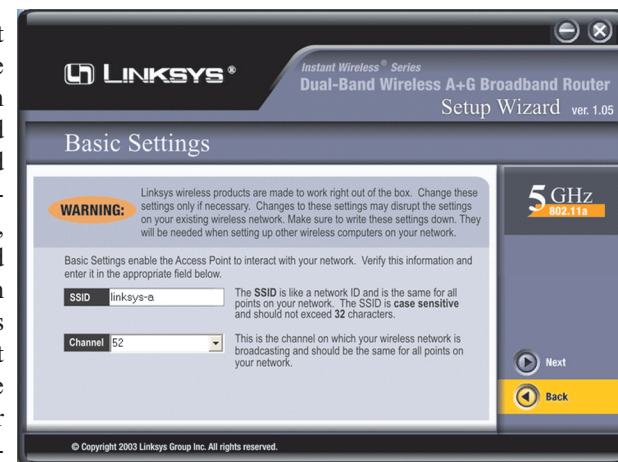 LINKSYS®
Instant Wireless® Series
Dual-Band Wireless A+G Broadband Router
Setup Wizard ver. 1.05
Basic Settings
WARNING:
Linksys wireless products are made to work right out of the box. Change these
settings only if necessary. Changes to these settings may disrupt the settings
on your existing wireless network. Make sure to write these settings down. They
will be needed when setting up other wireless computers on your network.
5 GHz
802.11a
Basic Settings enable the Access Point to interact with your network. Verify this information and
enter it in the appropriate field below.
SSID linksys-a
The SSID is like a network ID and is the same for all
points on your network. The SSID is case sensitive
and should not exceed 32 characters.
Channel 52
This is the channel on which your wireless network is
broadcasting and should be the same for all points on
your network.
Next
Back
© Copyright 2003 Linksys Group Inc. All rights reserved.